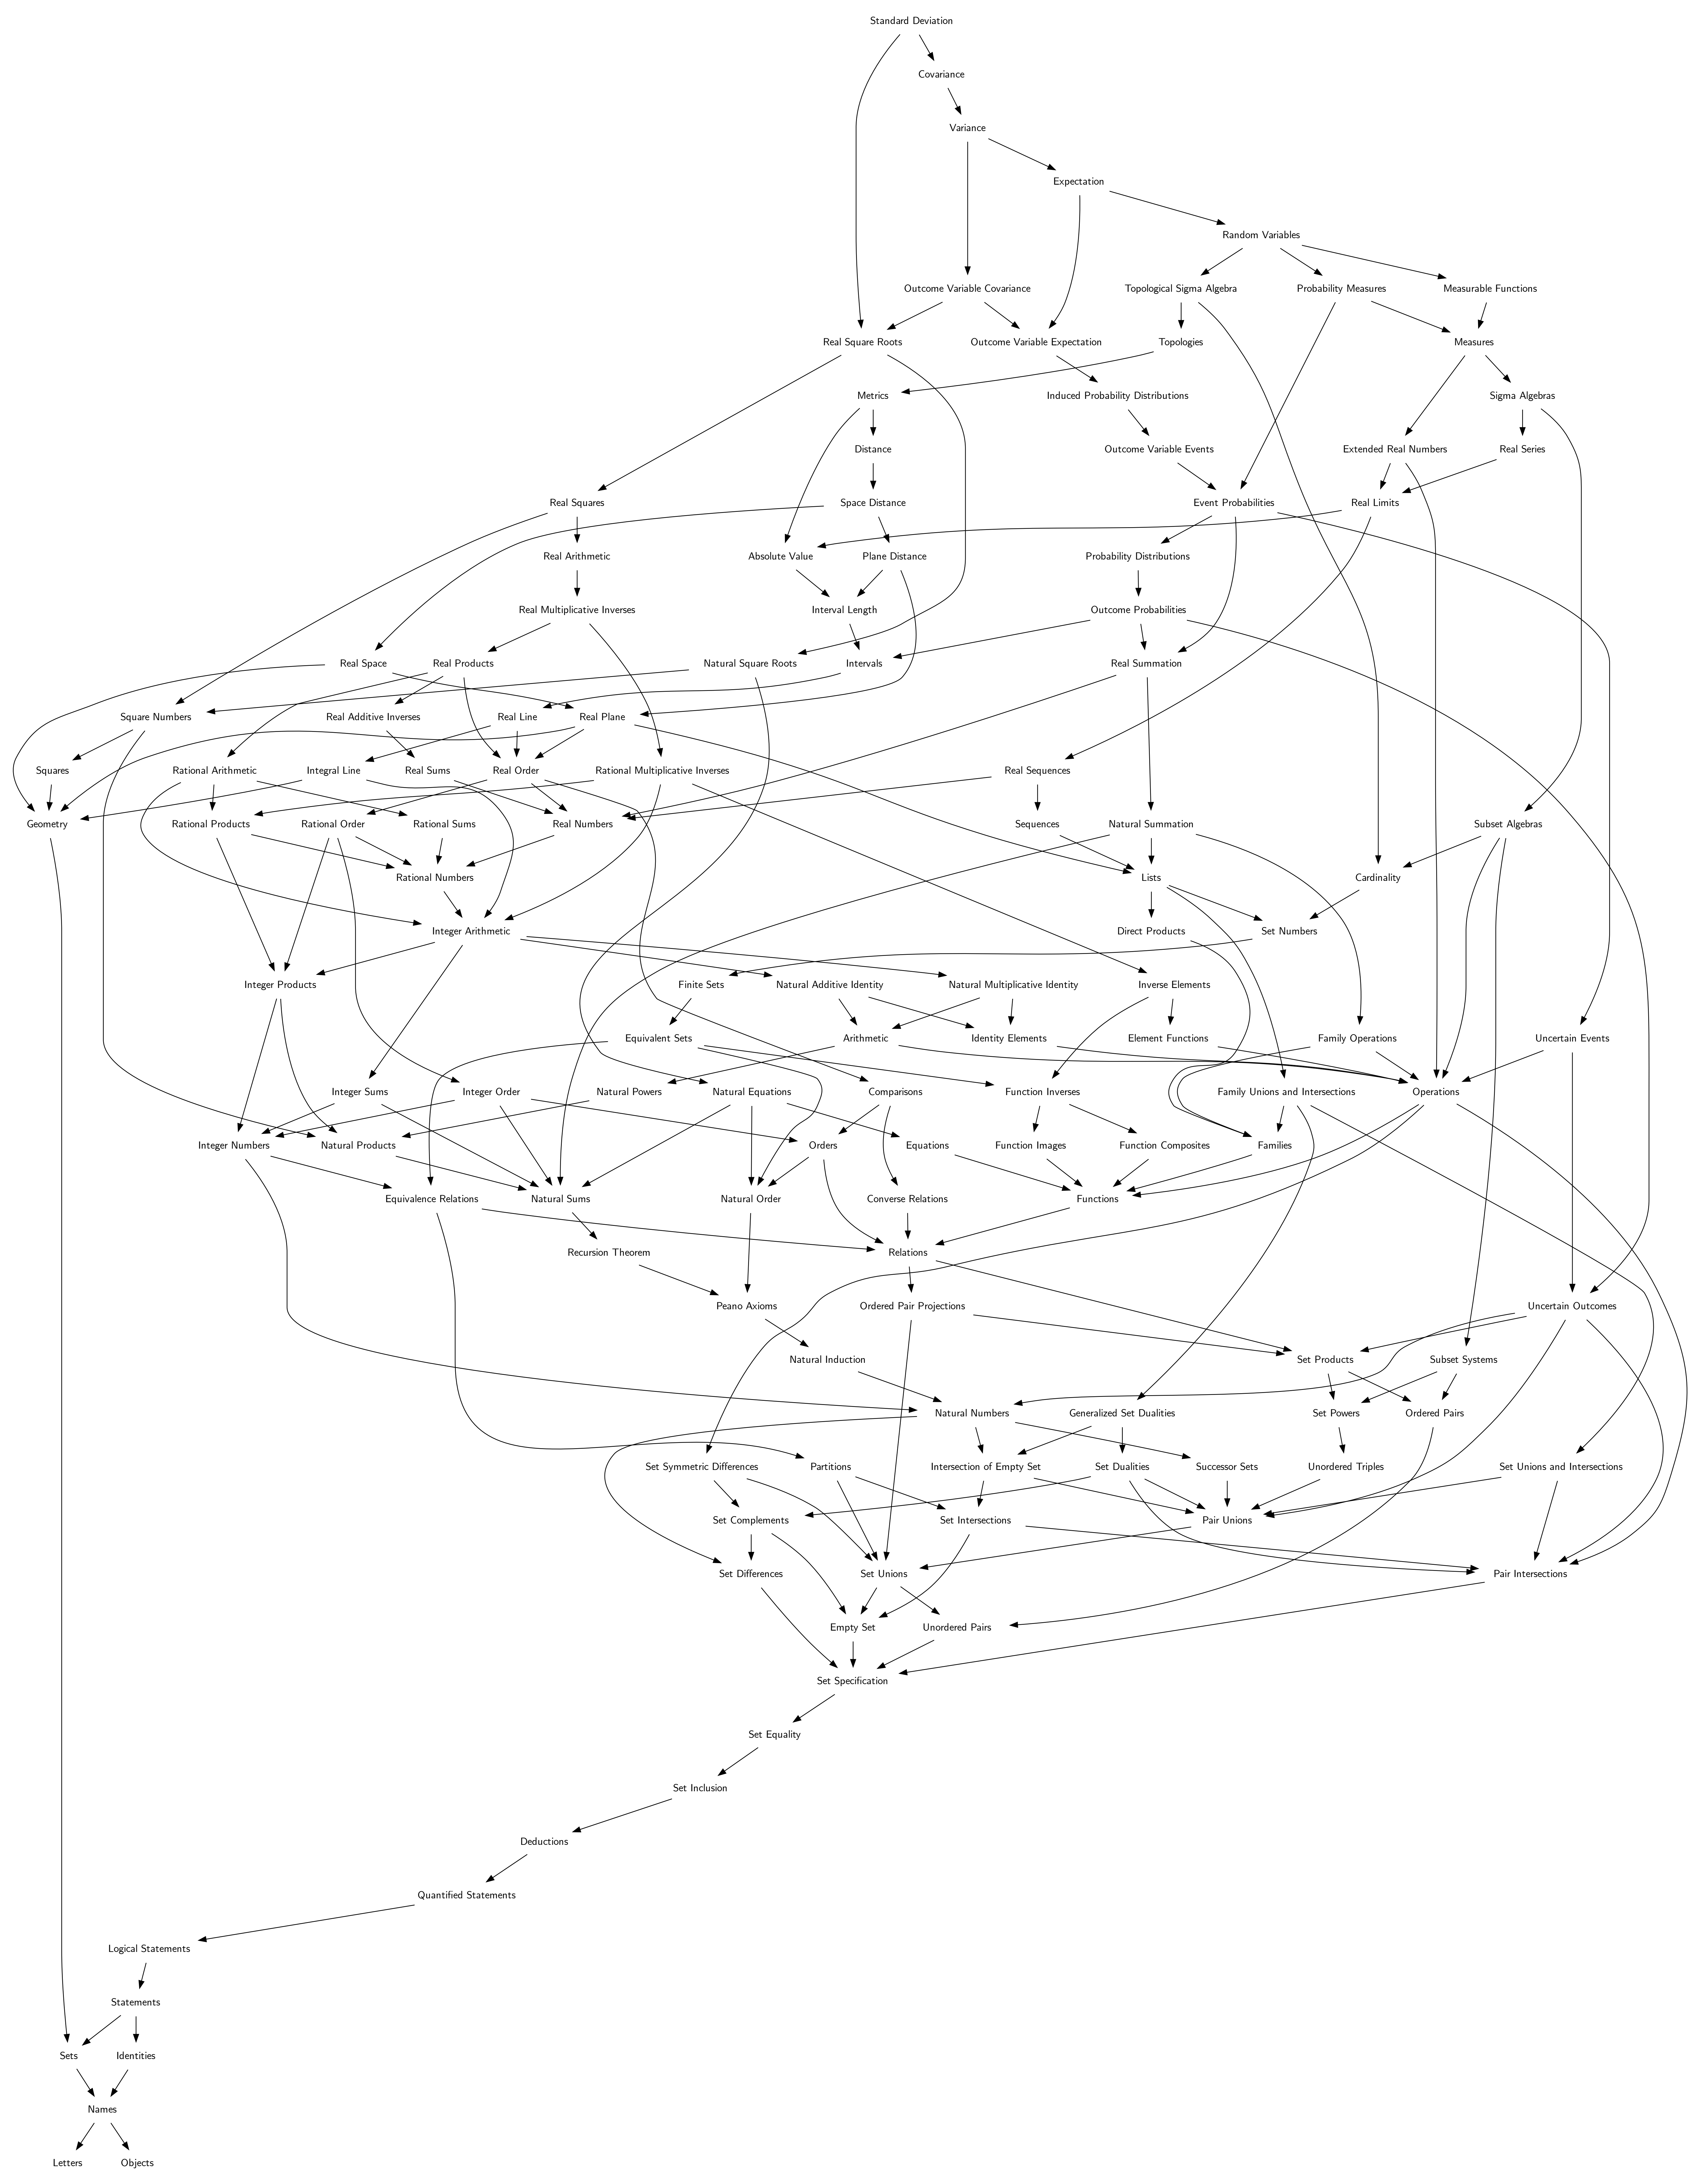 Standard Deviation
Covariance
Variance
Expectation
Random Variables
Outcome Variable Covariance
Topological Sigma Algebra
Probability Measures
Measurable Functions
Real Square Roots
Outcome Variable Expectation
Topologies
Measures
Metrics
Induced Probability Distributions
Sigma Algebras
Distance
Outcome Variable Events
Extended Real Numbers
Real Series
Real Squares
Space Distance
Event Probabilities
Real Limits
Real Arithmetic
Absolute Value
Plane Distance
Probability Distributions
Real Multiplicative Inverses
Interval Length
Outcome Probabilities
Real Space
Real Products
Natural Square Roots
Intervals
Real Summation
Square Numbers
Real Additive Inverses
Real Line
Real Plane
Squares
Rational Arithmetic
Integral Line
Real Sums
Real Order
Rational Multiplicative Inverses
Real Sequences
Geometry
Rational Products
Rational Order
Rational Sums
Real Numbers
Sequences
Natural Summation
Subset Algebras
Rational Numbers
Lists
Cardinality
Integer Arithmetic
Direct Products
Set Numbers
Integer Products
Finite Sets
Natural Additive Identity
Natural Multiplicative Identity
Inverse Elements
Equivalent Sets
Arithmetic
Identity Elements
Element Functions
Family Operations
Uncertain Events
Integer Sums
Integer Order
Natural Powers
Natural Equations
Comparisons
Function Inverses
Family Unions and Intersections
Operations
Integer Numbers
Natural Products
Orders
Equations
Function Images
Function Composites
Families
Equivalence Relations
Natural Sums
Natural Order
Converse Relations
Functions
Recursion Theorem
Relations
Peano Axioms
Ordered Pair Projections
Uncertain Outcomes
Natural Induction
Set Products
Subset Systems
Natural Numbers
Generalized Set Dualities
Set Powers
Ordered Pairs
Set Symmetric Differences
Partitions
Intersection of Empty Set
Set Dualities
Successor Sets
Unordered Triples
Set Unions and Intersections
Set Complements
Set Intersections
Pair Unions
Set Differences
Set Unions
Pair Intersections
Empty Set
Unordered Pairs
Set Specification
Set Equality
Set Inclusion
Deductions
Quantified Statements
Logical Statements
Statements
Sets
Identities
Names
Letters
Objects